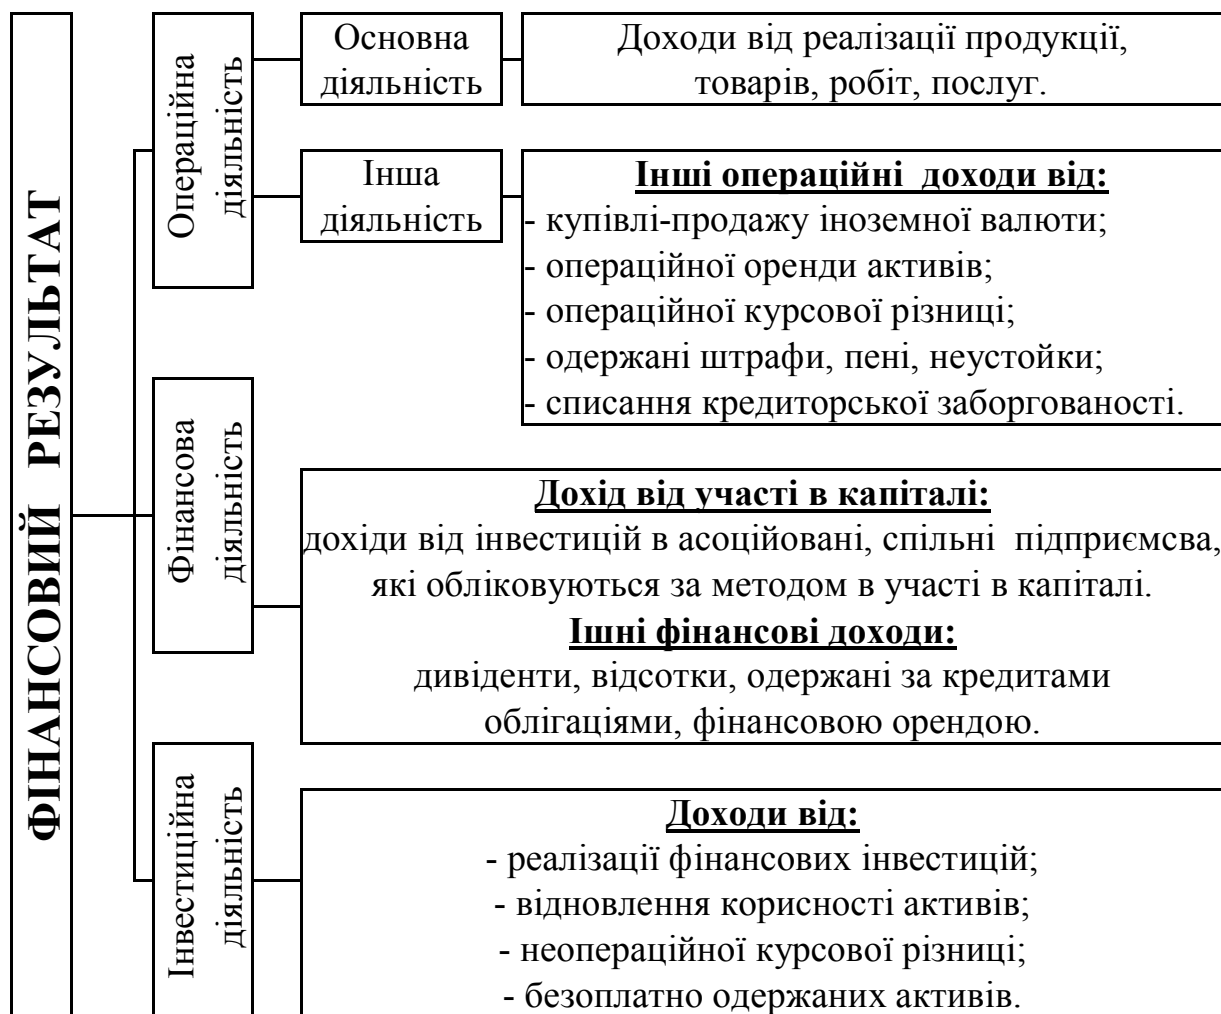 ФІНАНСОВИЙ РЕЗУЛЬТАТ
Операційна
діяльність
Основна
діяльність
Доходи від реалізації продукції,
товарів, робіт, послуг.
Інша
діяльність
Інші операційні доходи від:
- купівлі-продажу іноземної валюти;
- операційної оренди активів;
- операційної курсової різниці;
- одержані штрафи, пені, неустойки;
- списання кредиторської заборгованості.
Фінансова
діяльність
Дохід від участі в капіталі:
дохіди від інвестицій в асоційовані, спільні підприємсва,
які обліковуються за методом в участі в капіталі.
Ішні фінансові доходи:
дивіденти, відсотки, одержані за кредитами
облігаціями, фінансовою орендою.
Інвестиційна
діяльність
Доходи від:
- реалізації фінансових інвестицій;
- відновлення корисності активів;
- неопераційної курсової різниці;
- безоплатно одержаних активів.